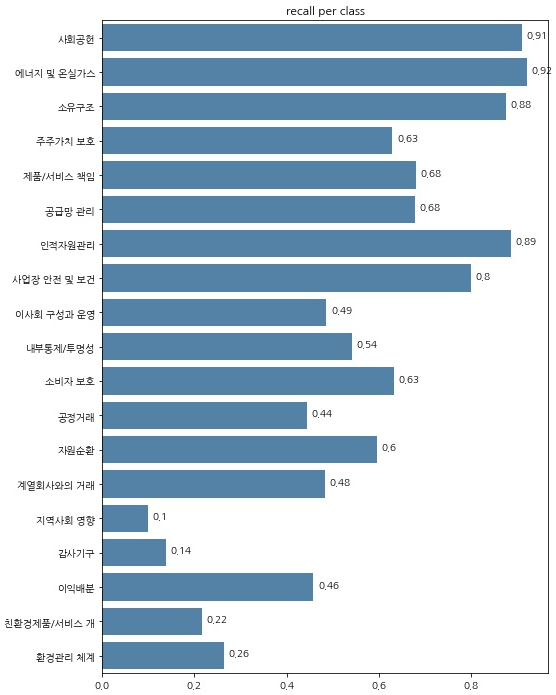 recall per class
사회공헌 0.91
에너지 및 온실가스 0.92
소유구조 0.88
주주가치 보호 0.63
제품/서비스 책임 0.68
공급망 관리 0.68
인적자원관리 0.89
사업장 안전 및 보건 0.8
이사회 구성과 운영 0.49
내부통제/투명성 0.54
소비자 보호 0.63
공정거래 0.44
자원순환 0.6
계열회사와의 거래 0.48
지역사회 영향 0.1
감사기구 0.14
이익배분 0.46
친환경제품/서비스 개 0.22
환경관리 체계 0.26
0.0 0.2 0.4 0.6 0.8